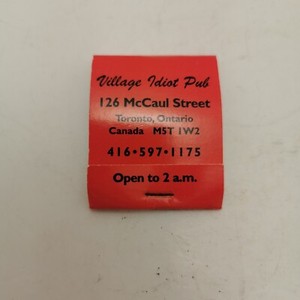 Village Idiot Pub
126 McCaul Street
Toronto, Ontario
Canada M5T 1W2
416•597•1175
Open to 2 a.m.